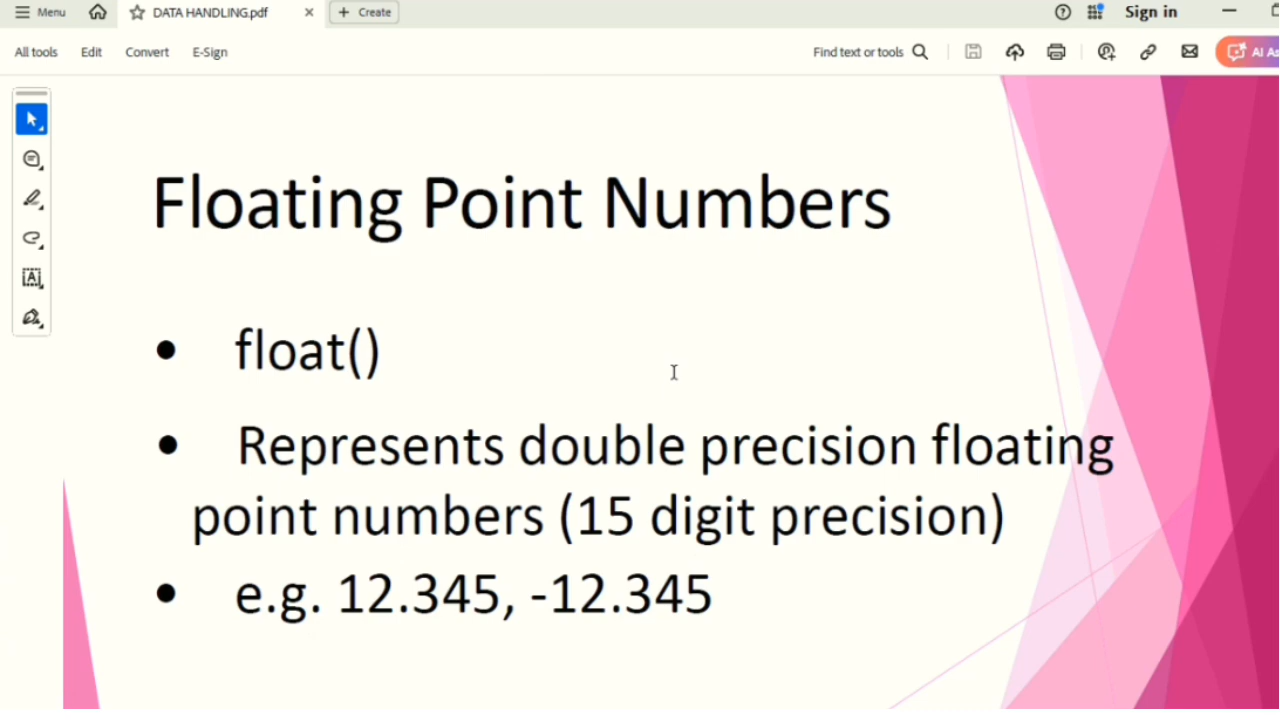 Menu
DATA HANDLING.pdf
Create
Sign in
All tools
Edit
Convert
E-Sign
Find text or tools
Floating Point Numbers
• float()
• Represents double precision floating
point numbers (15 digit precision)
• e.g. 12.345, -12.345